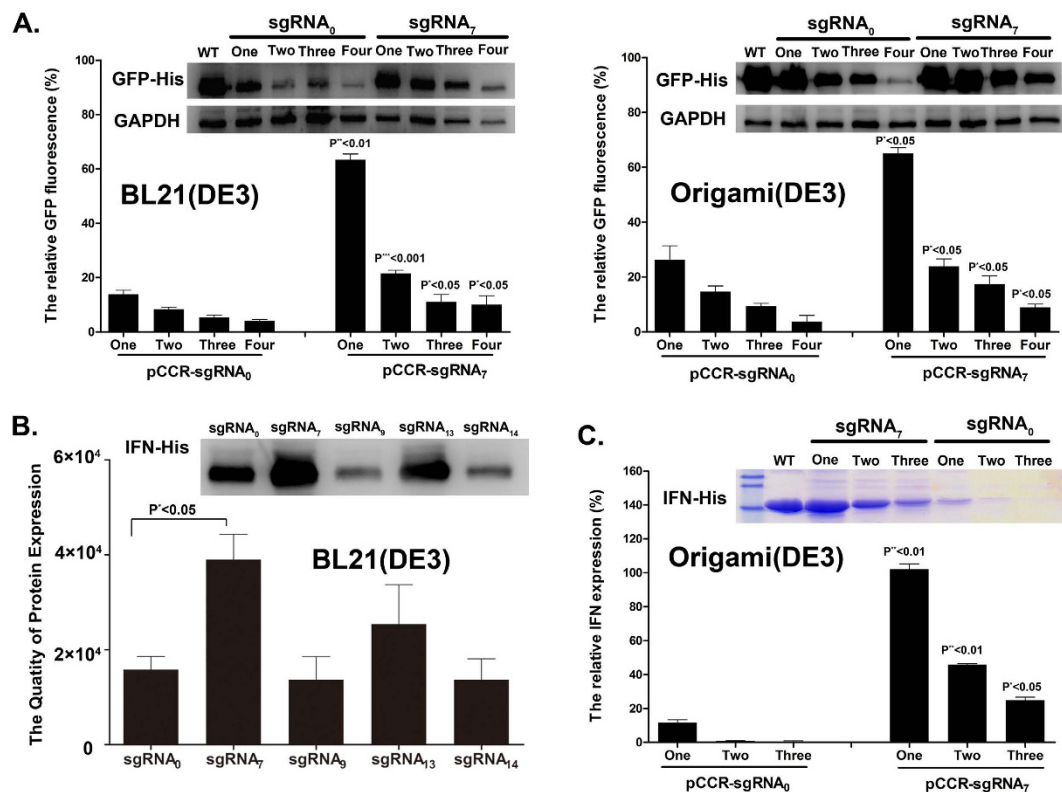 A.
sgRNA0 sgRNA7
WT One Two Three Four One Two Three Four
GFP-His
GAPDH
The relative GFP fluorescence (%)
100
80
60
40
20
0
BL21(DE3)
P**<0.01
P***<0.001
P*<0.05
P*<0.05
One Two Three Four One Two Three Four
pCCR-sgRNA0 pCCR-sgRNA7
sgRNA0 sgRNA7
WT One Two Three Four One Two Three Four
GFP-His
GAPDH
The relative GFP fluorescence (%)
100
80
60
40
20
0
Origami(DE3)
P*<0.05
P*<0.05
P*<0.05
P*<0.05
One Two Three Four One Two Three Four
pCCR-sgRNA0 pCCR-sgRNA7
B.
sgRNA0 sgRNA7 sgRNA9 sgRNA13 sgRNA14
IFN-His
The Quatity of Protein Expression
6×10⁴
4×10⁴
2×10⁴
0
P*<0.05
BL21(DE3)
sgRNA0 sgRNA7 sgRNA9 sgRNA13 sgRNA14
C.
sgRNA7 sgRNA0
WT One Two Three One Two Three
IFN-His
The relative IFN expression (%)
160
140
120
100
80
60
40
20
0
Origami(DE3)
P**<0.01
P**<0.01
P*<0.05
One Two Three One Two Three
pCCR-sgRNA0 pCCR-sgRNA7